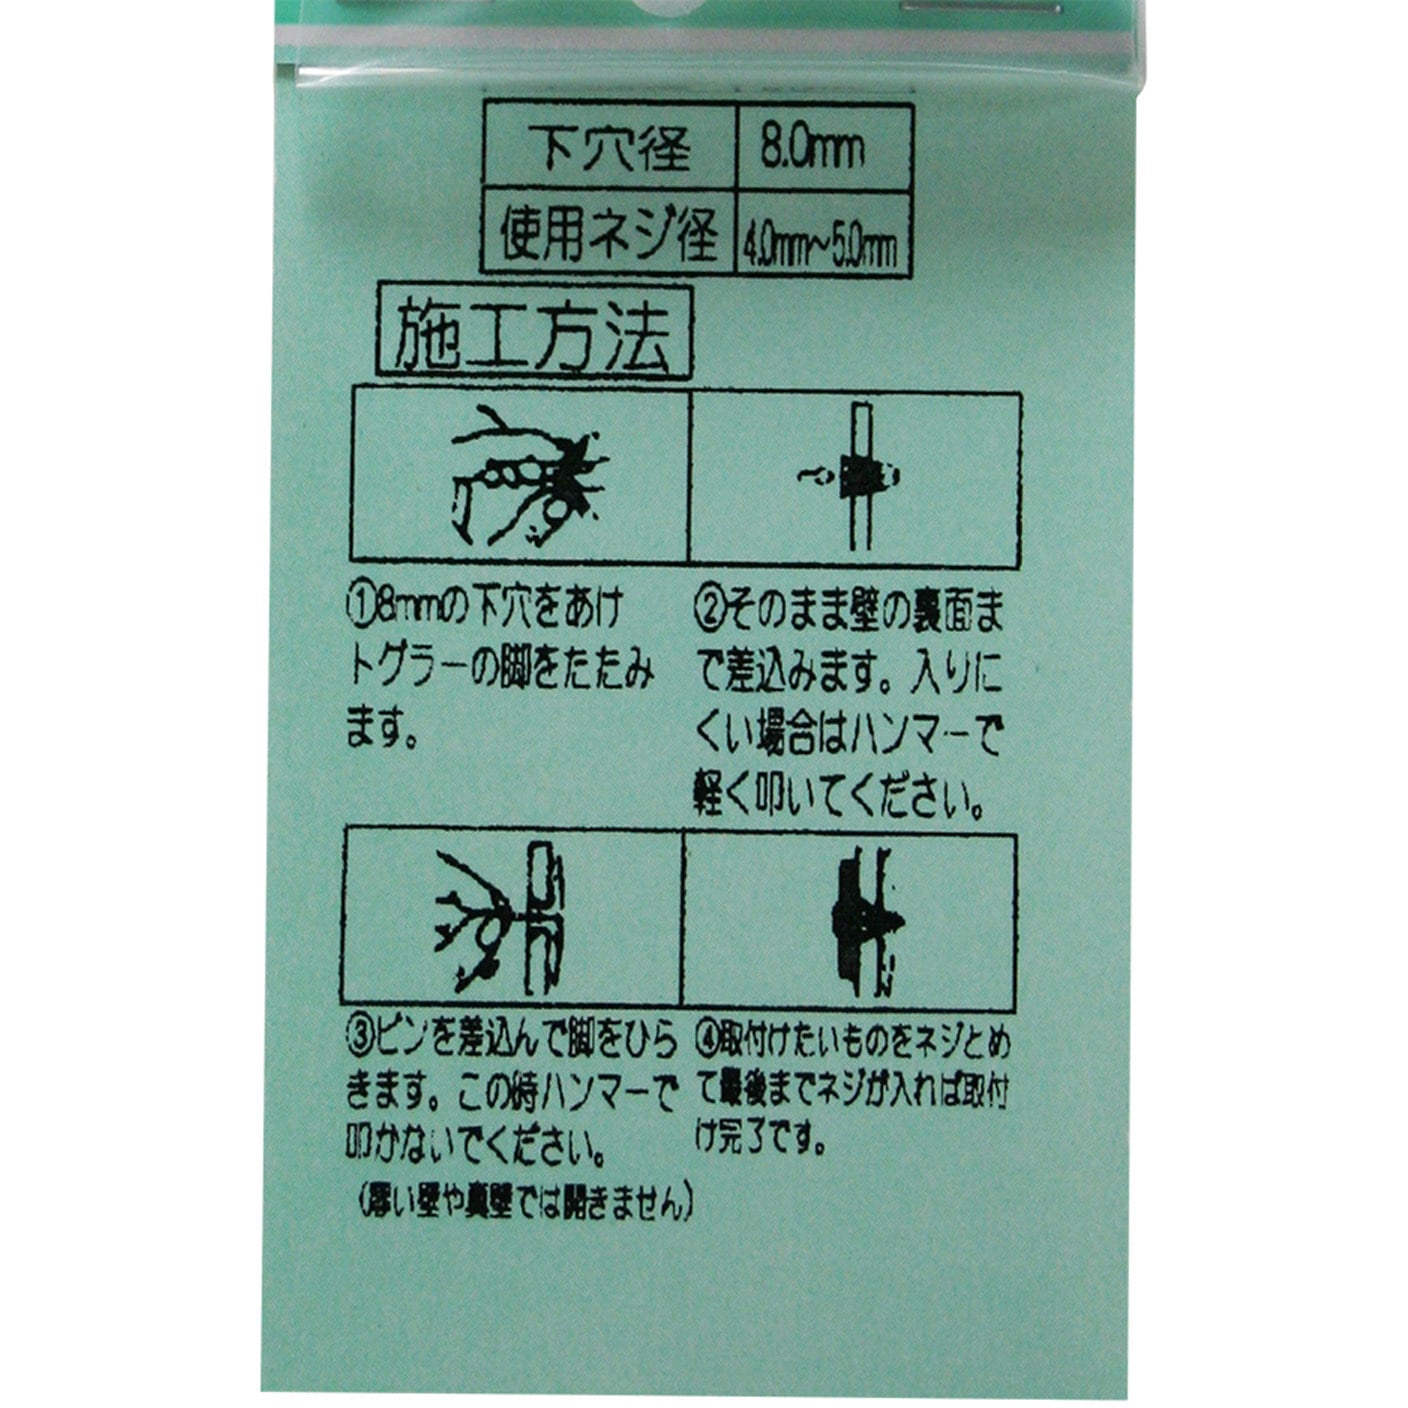 下穴径 8.0mm
使用ネジ径 4.0mm~5.0mm
施工方法
①8mmの下穴をあけ
トグラーの脚をたたみ
ます。
②そのまま壁の裏面ま
で差込みます。入りに
くい場合はハンマーで
軽く叩いてください。
③ピンを差込んで脚をひら
きます。この時ハンマーで
叩かないでください。
(厚い壁や真壁では開きません)
④取付けたいものをネジとめ
て最後までネジが入れば取付
け完了です。